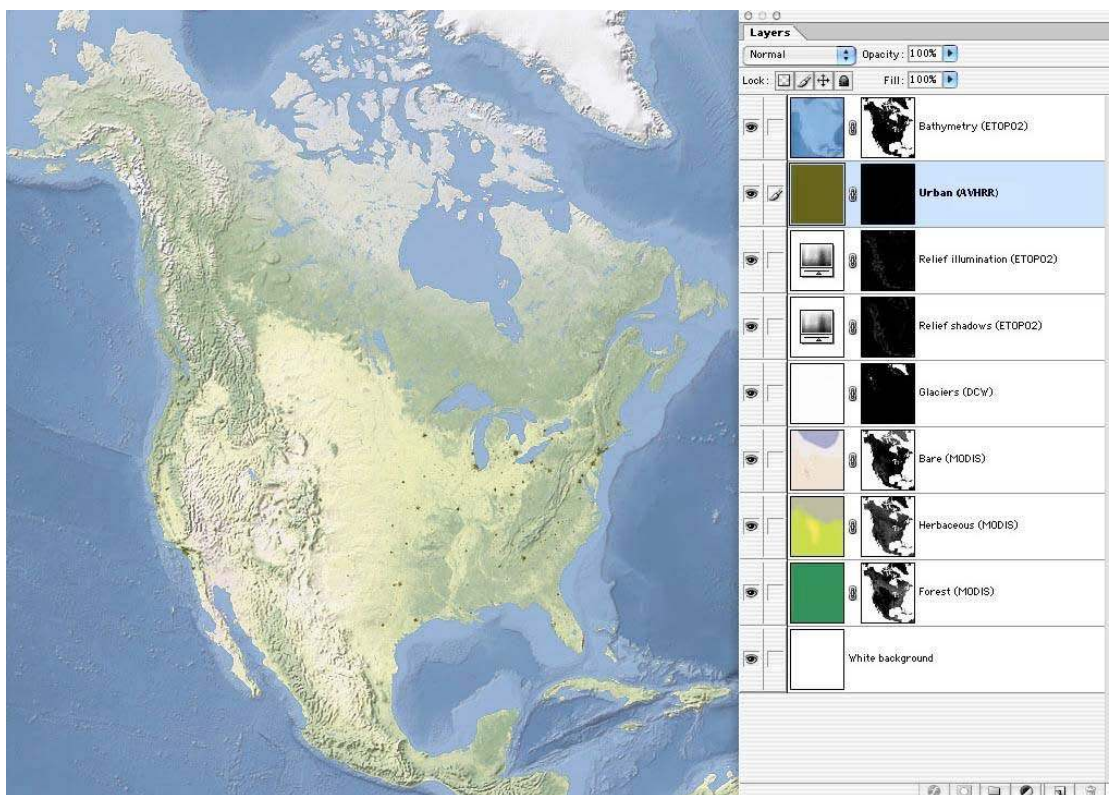 Layers
Normal Opacity: 100%
Lock: Fill: 100%
Bathymetry (ETOPO2)
Urban (AVHRR)
Relief illumination (ETOPO2)
Relief shadows (ETOPO2)
Glaciers (DCW)
Bare (MODIS)
Herbaceous (MODIS)
Forest (MODIS)
White background